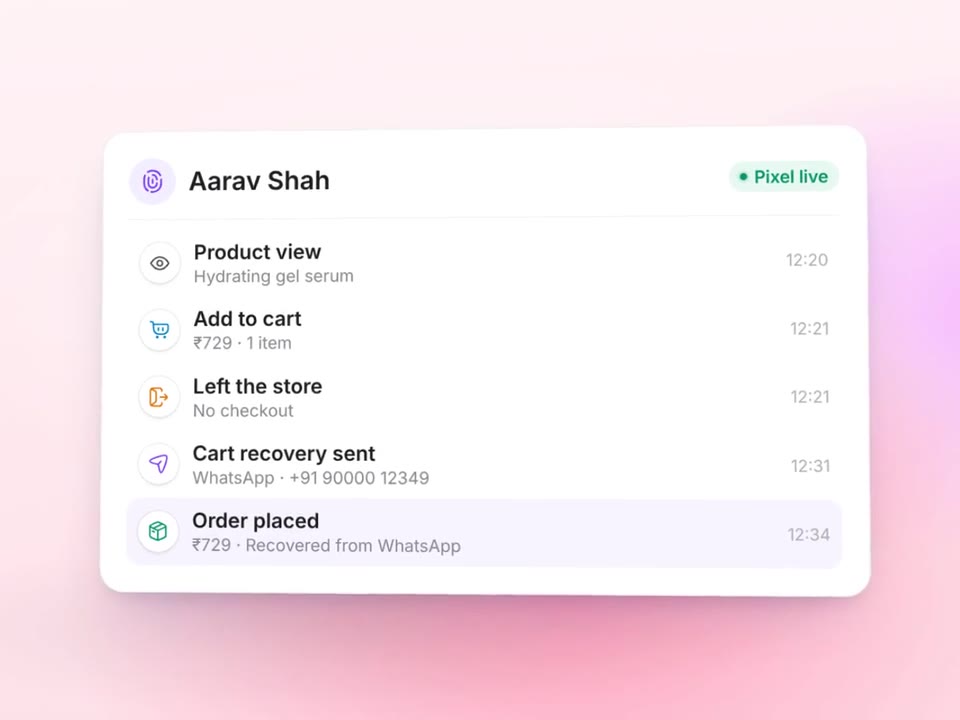 Aarav Shah
Pixel live
Product view
Hydrating gel serum
12:20
Add to cart
₹729 · 1 item
12:21
Left the store
No checkout
12:21
Cart recovery sent
WhatsApp · +91 90000 12349
12:31
Order placed
₹729 · Recovered from WhatsApp
12:34